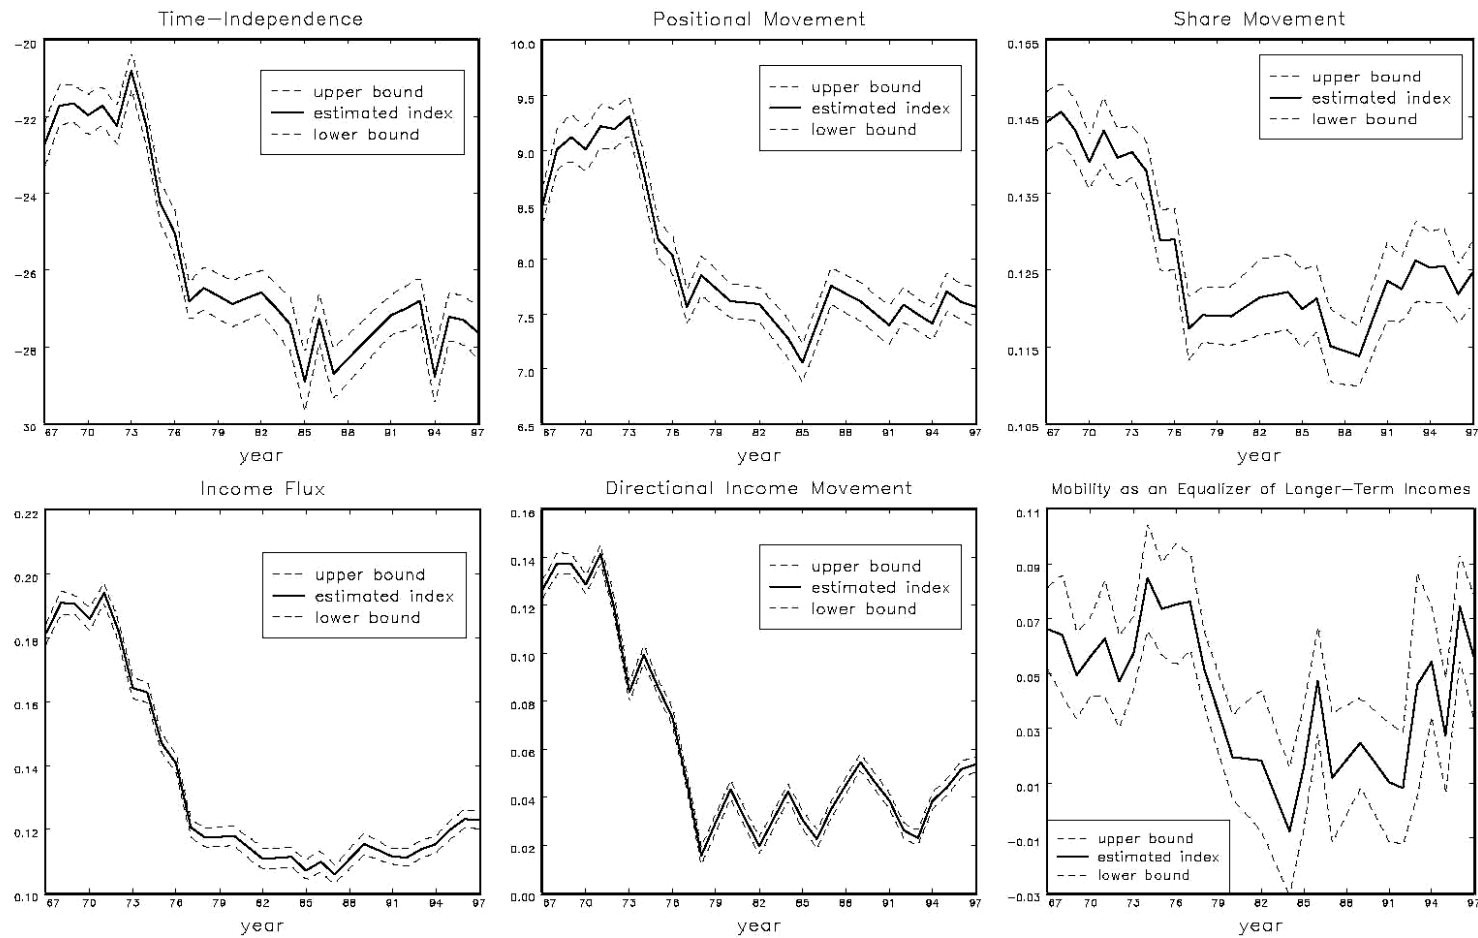 Time-Independence
-20
-22
-24
-26
-28
30
67 70 73 76 79 82 85 87 91 94 97
year
upper bound
estimated index
lower bound
Positional Movement
10.0
9.5
9.0
8.5
8.0
7.5
7.0
6.5
67 70 73 76 79 82 85 88 91 94 97
year
upper bound
estimated index
lower bound
Share Movement
0.155
0.145
0.135
0.125
0.115
0.105
67 70 73 76 79 82 85 88 91 94 97
year
upper bound
estimated index
lower bound
Income Flux
0.22
0.20
0.18
0.16
0.14
0.12
0.10
67 70 73 76 79 82 85 87 91 94 97
year
upper bound
estimated index
lower bound
Directional Income Movement
0.16
0.14
0.12
0.10
0.08
0.06
0.04
0.02
0.00
67 70 73 76 79 82 85 88 91 94 97
year
upper bound
estimated index
lower bound
Mobility as an Equalizer of Longer-Term Incomes
0.11
0.09
0.07
0.05
0.03
0.01
-0.01
-0.03
67 70 73 76 79 82 85 88 91 94 97
year
upper bound
estimated index
lower bound